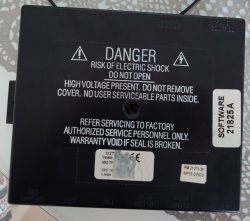 DANGER
RISK OF ELECTRIC SHOCK
DO NOT OPEN
HIGH VOLTAGE PRESENT. DO NOT REMOVE
COVER. NO USER SERVICEABLE PARTS INSIDE.
REFER SERVICING TO FACTORY
AUTHORIZED SERVICE PERSONNEL.
WARRANTY VOID IF SEAL IS BROKEN.
CE
SOFTWARE
21825A